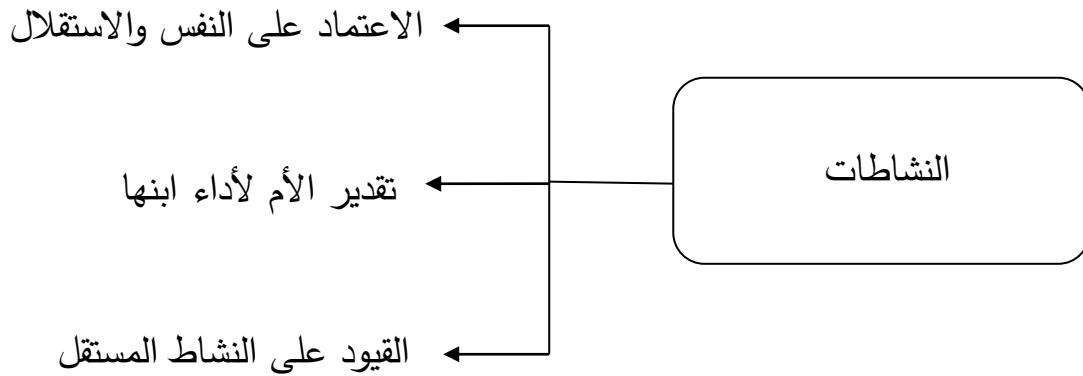 النشاطات
الاعتماد على النفس والاستقلال
تقدير الأم لأداء ابنها
القيود على النشاط المستقل